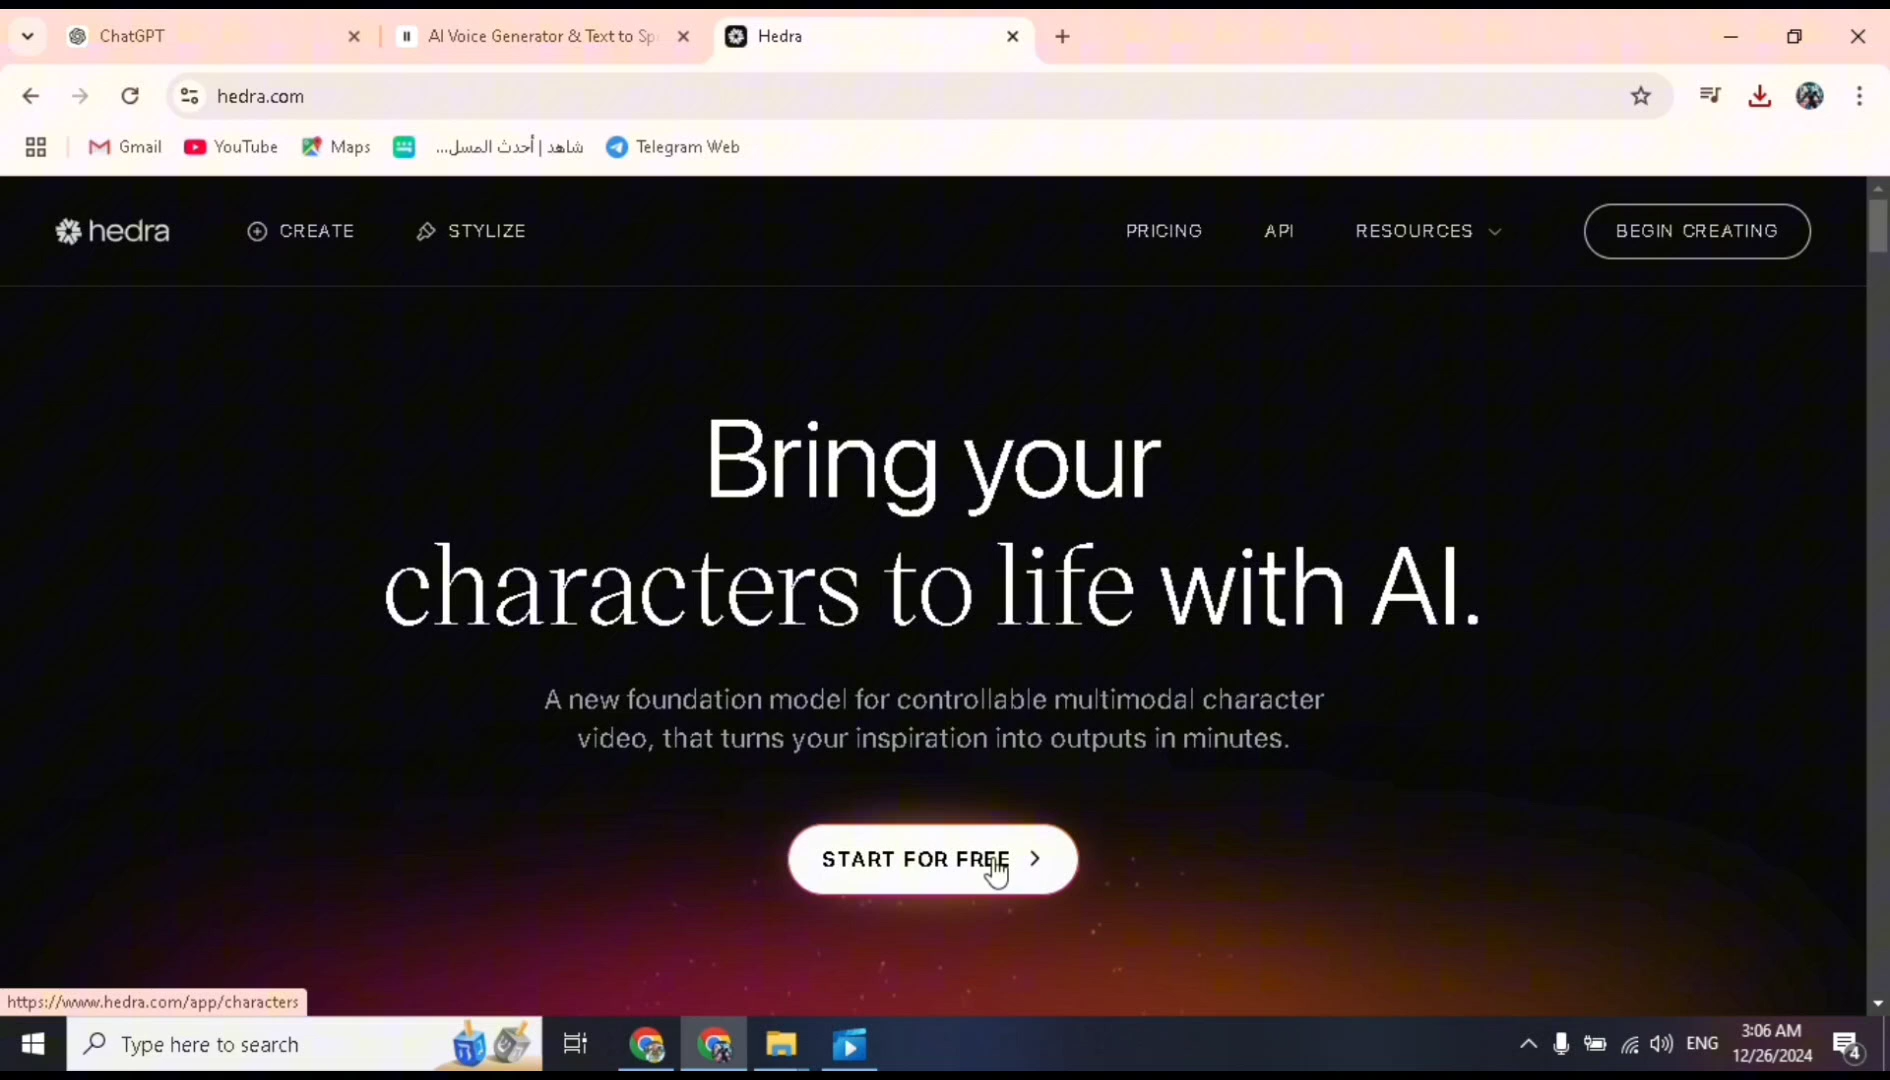 ChatGPT
AI Voice Generator & Text to Sp
Hedra
hedra.com
Gmail
YouTube
Maps
شاهد | أحدث المسل...
Telegram Web
hedra
CREATE
STYLIZE
PRICING
API
RESOURCES
BEGIN CREATING
Bring your
characters to life with AI.
A new foundation model for controllable multimodal character
video, that turns your inspiration into outputs in minutes.
START FOR FREE
https://www.hedra.com/app/characters
Type here to search
ENG
3:06 AM
12/26/2024
4